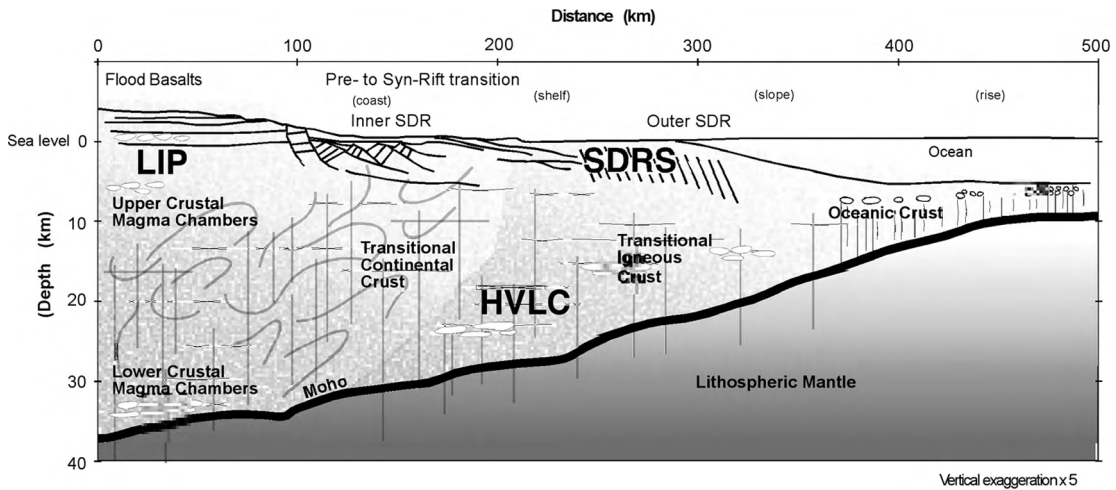 Distance (km)
0 100 200 300 400 500
Flood Basalts
Pre- to Syn-Rift transition
(coast)
(shelf)
(slope)
(rise)
Inner SDR
Outer SDR
Sea level 0
Ocean
LIP
SDRS
Upper Crustal
Magma Chambers
Oceanic Crust
10
(Depth (km)
Transitional
Continental
Crust
Transitional
Igneous
Crust
20
HVLC
Lower Crustal
Magma Chambers
30
Moho
Lithospheric Mantle
40
Vertical exaggeration x 5